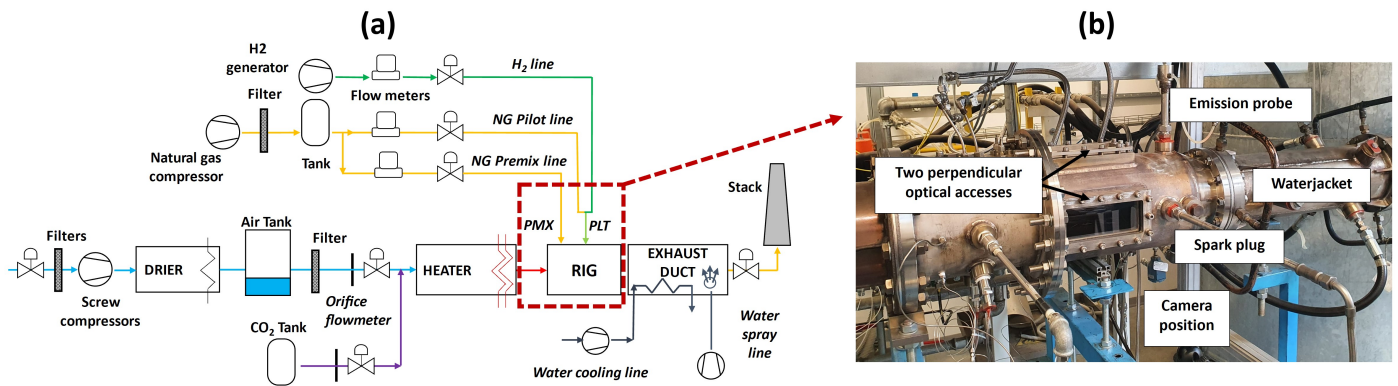 (a)
(b)
H2
generator
Filter
Flow meters
H₂ line
NG Pilot line
Natural gas
compressor
Tank
NG Premix line
Stack
PMX
PLT
Filters
Air Tank
Filter
DRIER
HEATER
RIG
EXHAUST
DUCT
Screw
compressors
Orifice
flowmeter
CO₂ Tank
Water cooling line
Water
spray
line
Emission probe
Two perpendicular
optical accesses
Waterjacket
Spark plug
Camera
position